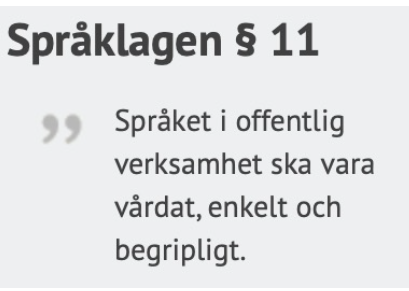 Språklagen § 11
” Språket i offentlig
verksamhet ska vara
vårdat, enkelt och
begripligt.